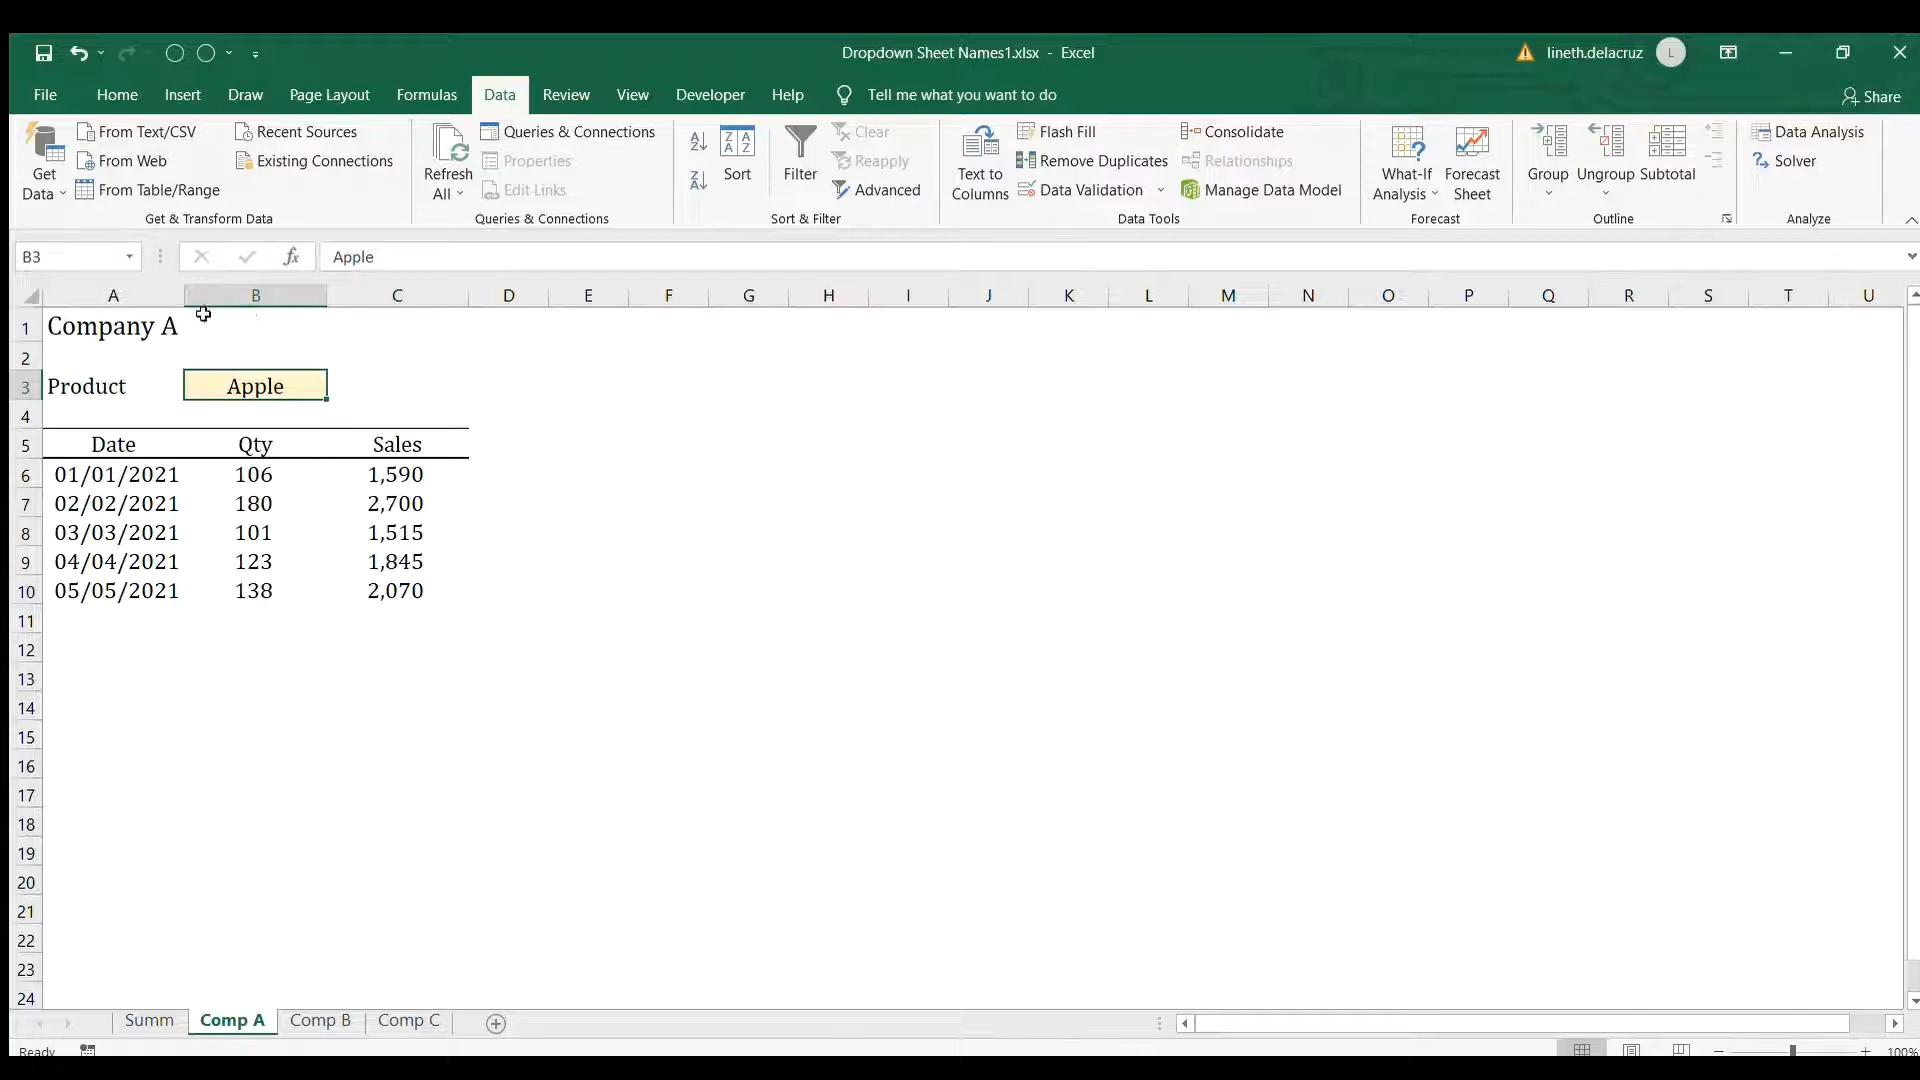 Dropdown Sheet Names1.xlsx - Excel
lineth.delacruz L
File Home Insert Draw Page Layout Formulas Data Review View Developer Help Tell me what you want to do Share
Get Data
From Text/CSV
From Web
From Table/Range
Recent Sources
Existing Connections
Get & Transform Data
Refresh All
Queries & Connections
Properties
Edit Links
Queries & Connections
Sort
Filter
Clear
Reapply
Advanced
Sort & Filter
Text to Columns
Flash Fill
Remove Duplicates
Data Validation
Consolidate
Relationships
Manage Data Model
Data Tools
What-If Analysis
Forecast Sheet
Forecast
Group
Ungroup
Subtotal
Outline
Data Analysis
Solver
Analyze
B3 fx Apple
A B C D E F G H I J K L M N O P Q R S T U
1 Company A
2
3 Product Apple
4
5 Date Qty Sales
6 01/01/2021 106 1,590
7 02/02/2021 180 2,700
8 03/03/2021 101 1,515
9 04/04/2021 123 1,845
10 05/05/2021 138 2,070
11
12
13
14
15
16
17
18
19
20
21
22
23
24
Summ Comp A Comp B Comp C
Ready 100%